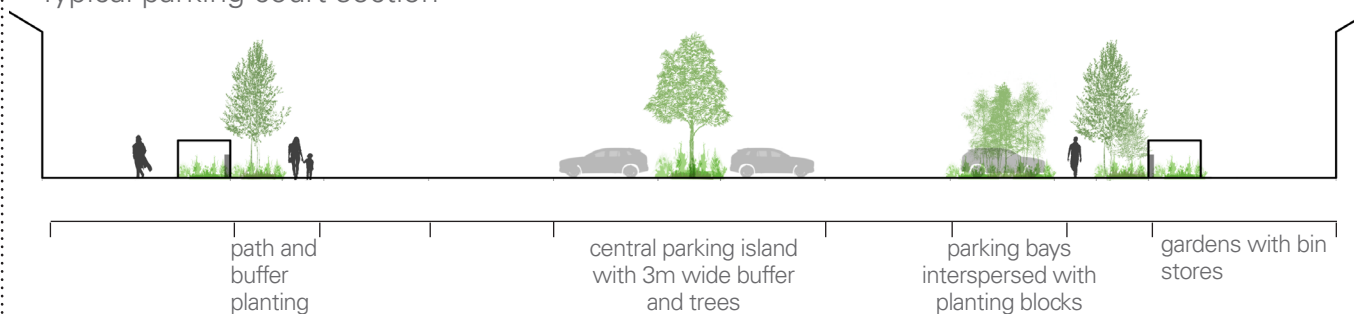 Typical parking court section
path and
buffer
planting
central parking island
with 3m wide buffer
and trees
parking bays
interspersed with
planting blocks
gardens with bin
stores